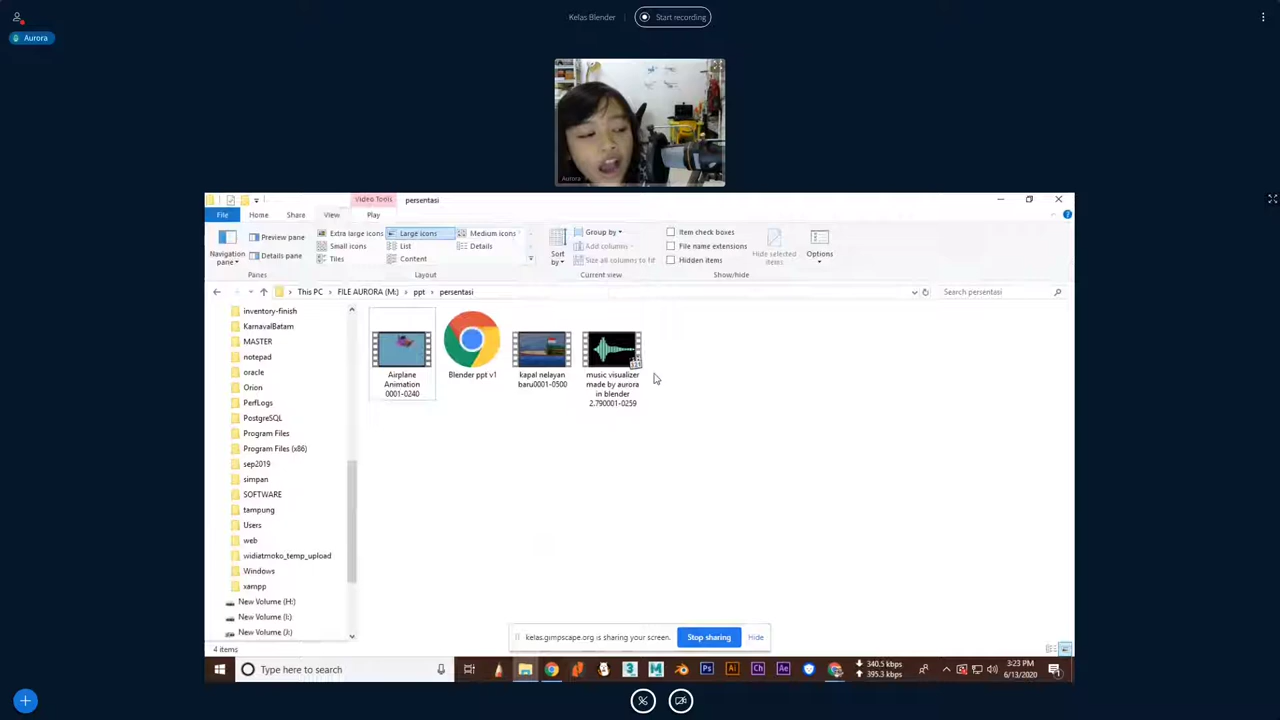 Kelas Blender
Start recording
Aurora
Aurora
Video Tools
persentasi
File
Home
Share
View
Play
Navigation pane
Preview pane
Details pane
Panes
Extra large icons
Large icons
Medium icons
Small icons
List
Details
Tiles
Content
Layout
Sort by
Group by
Add columns
Size all columns to fit
Current view
Item check boxes
File name extensions
Hidden items
Hide selected items
Show/hide
Options
This PC
FILE AURORA (M:)
ppt
persentasi
Search persentasi
inventory-finish
KarnavalBatam
MASTER
notepad
oracle
Orion
PerfLogs
PostgreSQL
Program Files
Program Files (x86)
sep2019
simpan
SOFTWARE
tampung
Users
web
widiatmoko_temp_upload
Windows
xampp
New Volume (H:)
New Volume (I:)
New Volume (J:)
Airplane
Animation
0001-0240
Blender ppt v1
kapal nelayan
baru0001-0500
music visualizer
made by aurora
in blender
2.790001-0259
kelas.gimpscape.org is sharing your screen.
Stop sharing
Hide
4 items
Type here to search
3
M
Ps
Ai
Ch
Ae
340.5 kbps
395.3 kbps
3:23 PM
6/13/2020